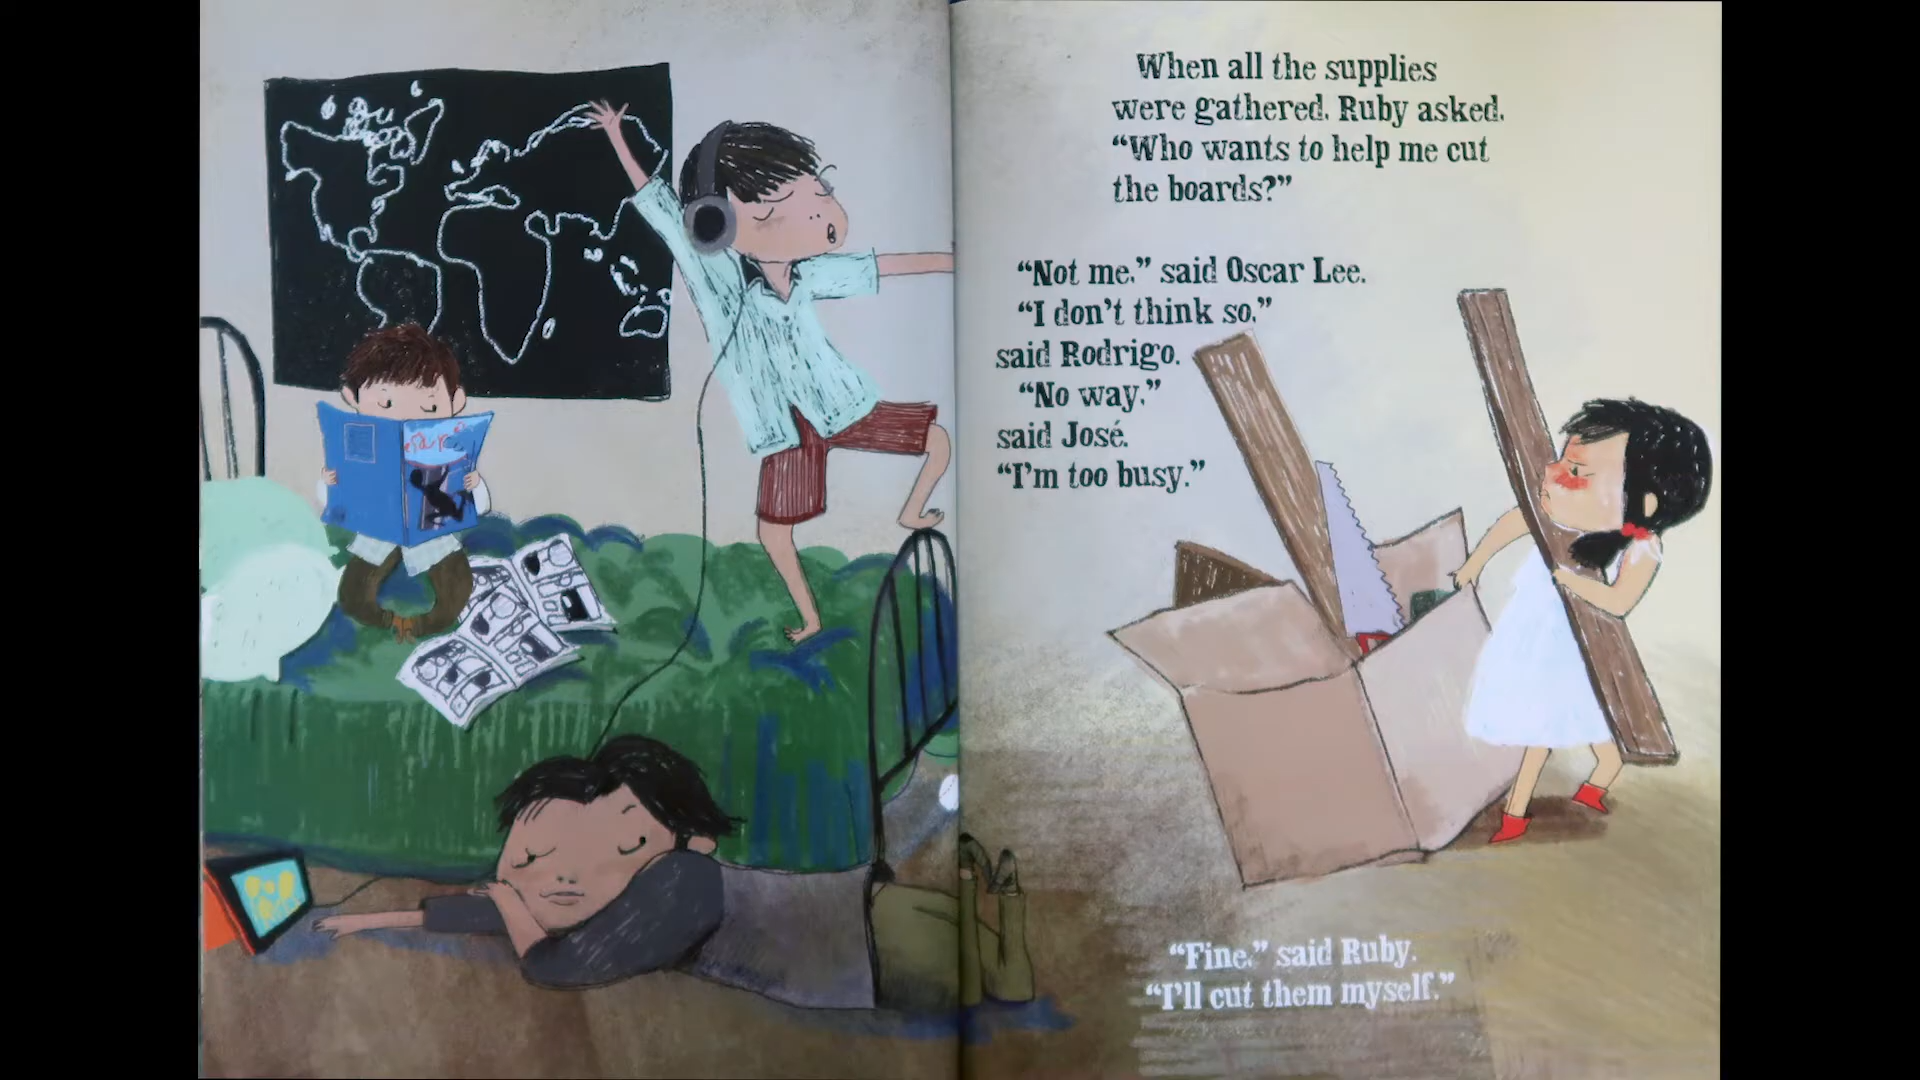 When all the supplies
were gathered, Ruby asked,
“Who wants to help me cut
the boards?”
“Not me,” said Oscar Lee.
“I don’t think so,”
said Rodrigo.
“No way,”
said José.
“I’m too busy.”
“Fine,” said Ruby.
“I’ll cut them myself.”